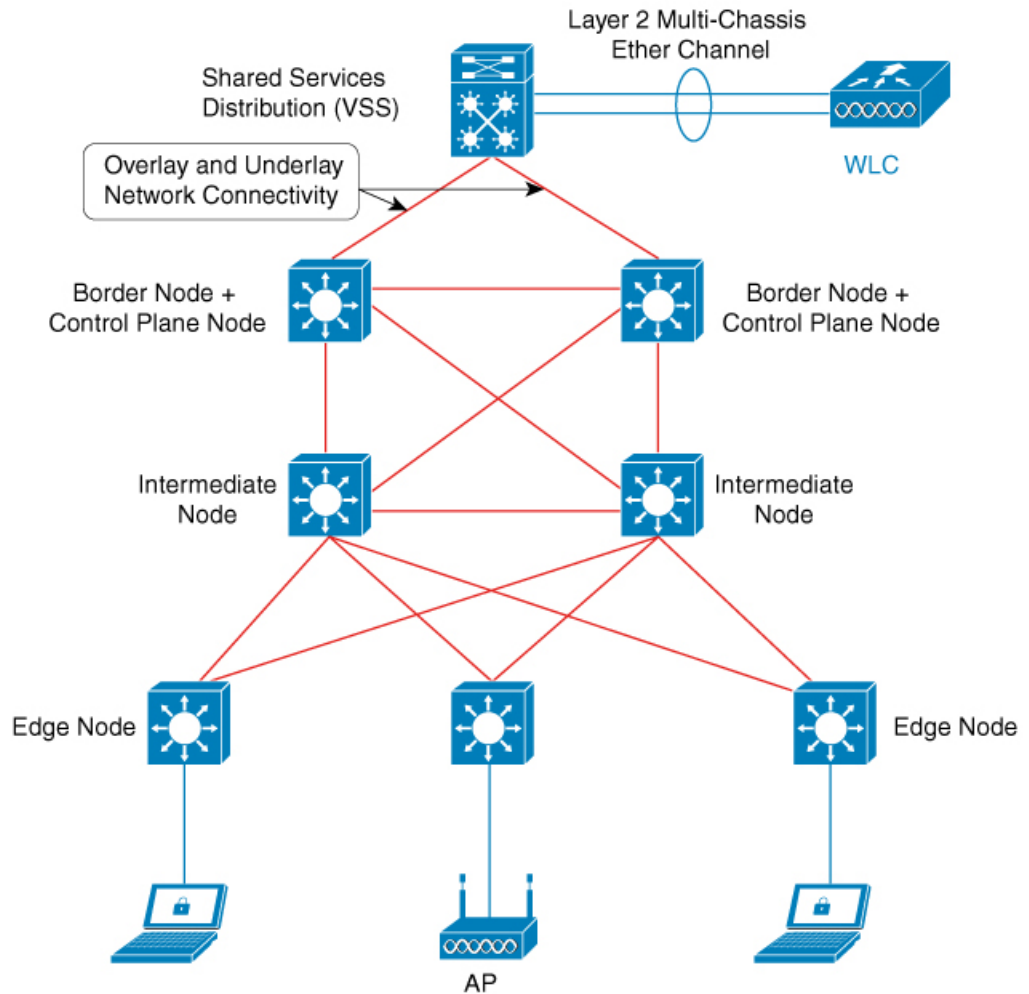 Layer 2 Multi-Chassis
Ether Channel
Shared Services
Distribution (VSS)
WLC
Overlay and Underlay
Network Connectivity
Border Node +
Control Plane Node
Border Node +
Control Plane Node
Intermediate
Node
Intermediate
Node
Edge Node
Edge Node
AP